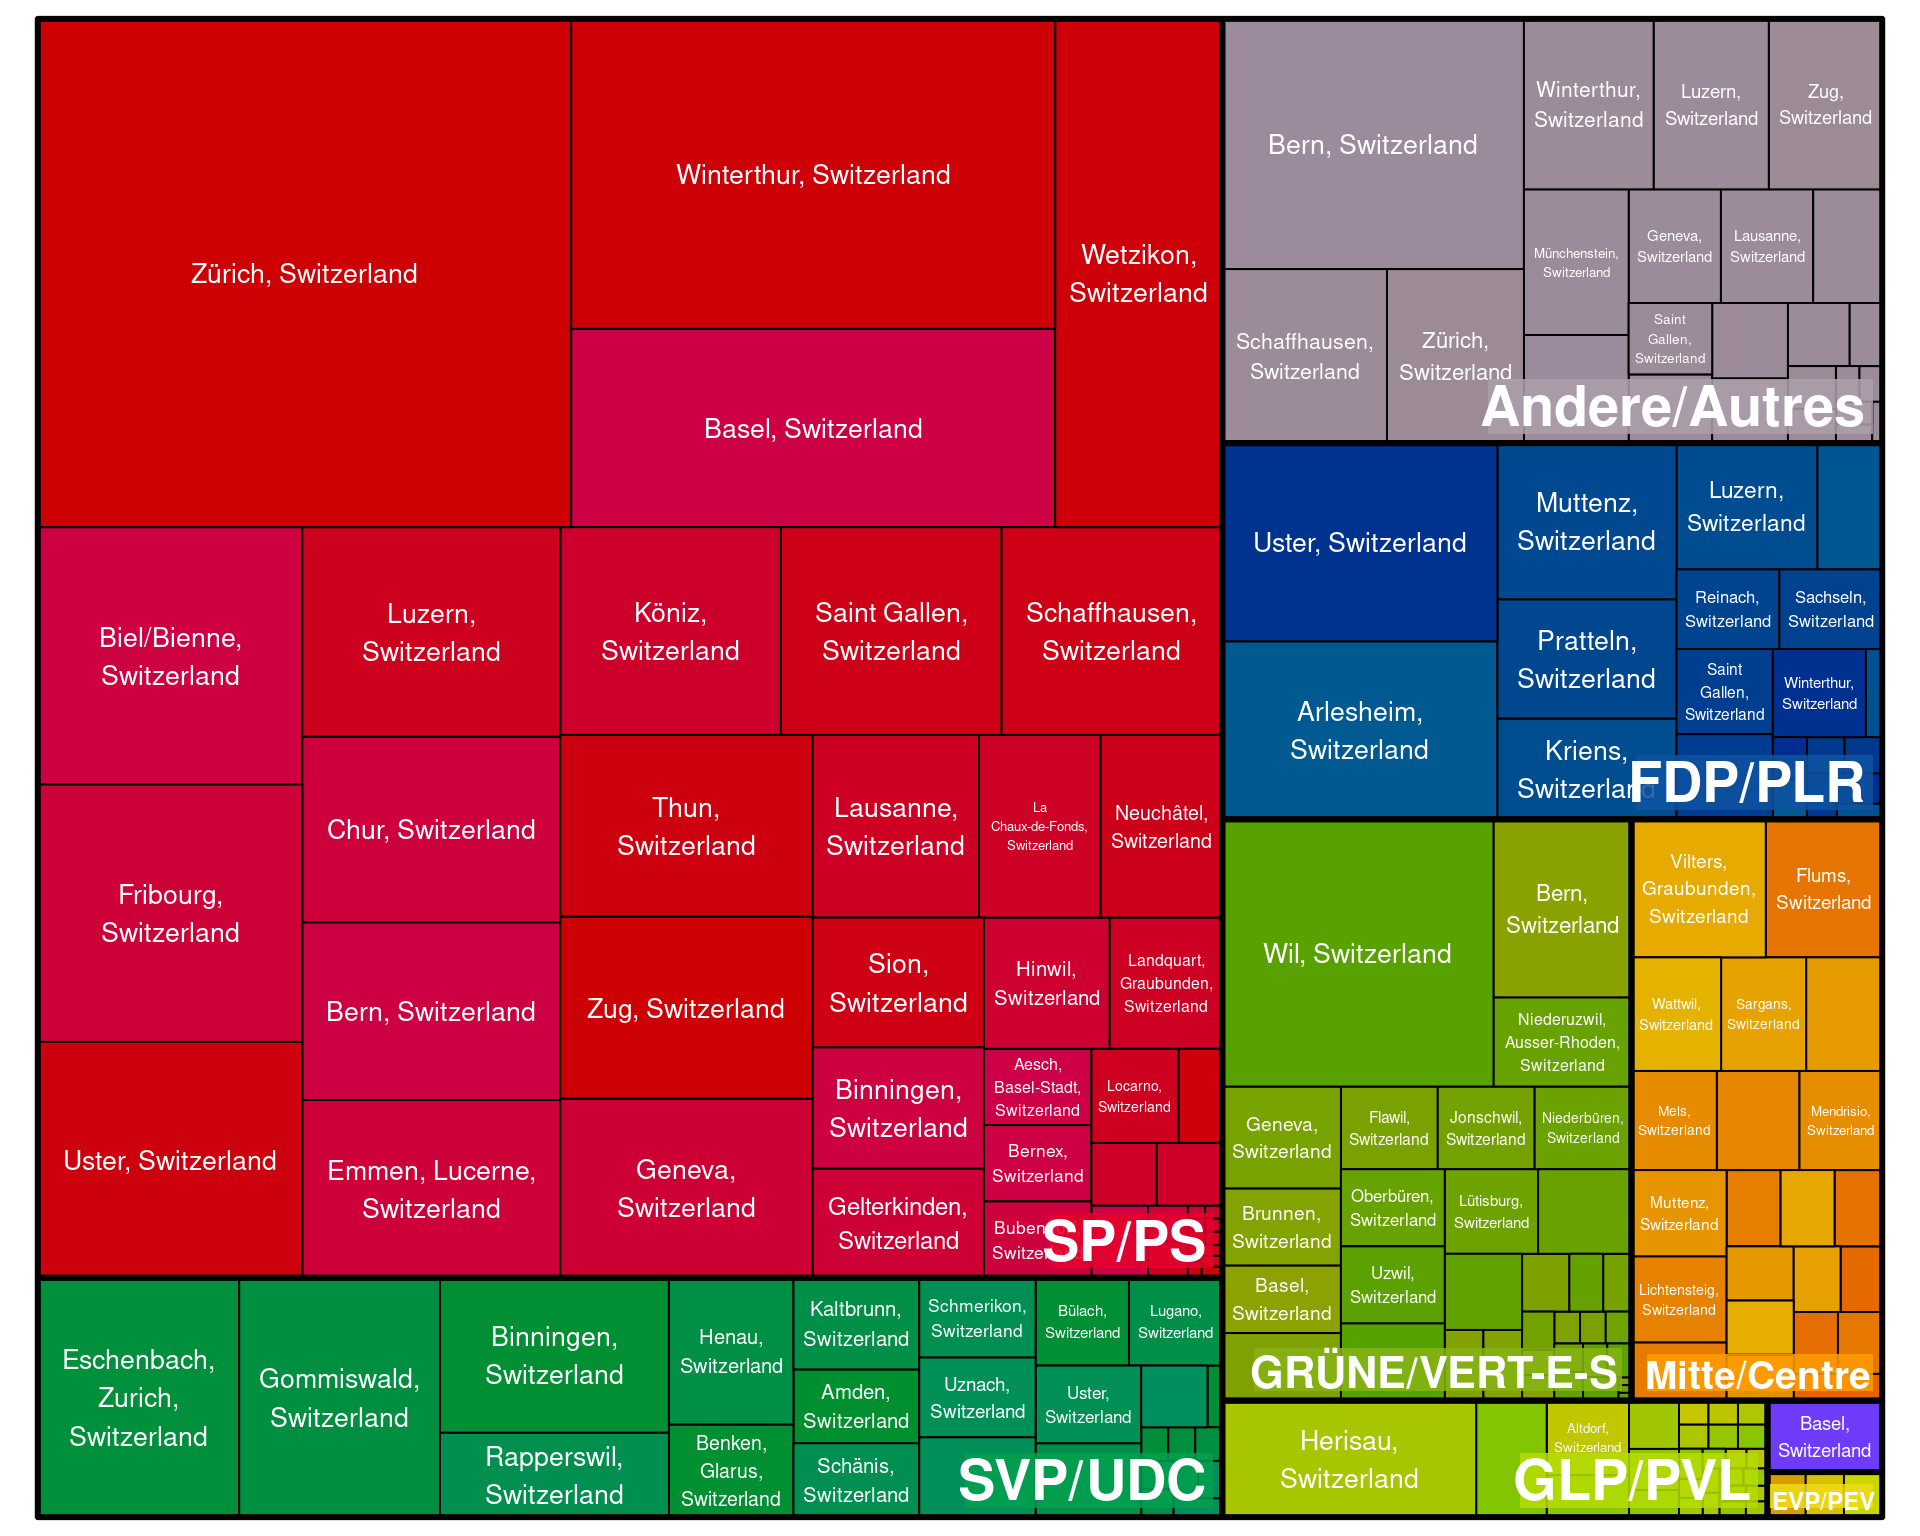 Zürich, Switzerland
Winterthur, Switzerland
Wetzikon,
Switzerland
Basel, Switzerland
Biel/Bienne,
Switzerland
Luzern,
Switzerland
Köniz,
Switzerland
Saint Gallen,
Switzerland
Schaffhausen,
Switzerland
Fribourg,
Switzerland
Chur, Switzerland
Thun,
Switzerland
Lausanne,
Switzerland
La
Chaux-de-Fonds,
Switzerland
Neuchâtel,
Switzerland
Bern, Switzerland
Zug, Switzerland
Sion,
Switzerland
Hinwil,
Switzerland
Landquart,
Graubunden,
Switzerland
Uster, Switzerland
Emmen, Lucerne,
Switzerland
Geneva,
Switzerland
Binningen,
Switzerland
Aesch,
Basel-Stadt,
Switzerland
Locarno,
Switzerland
Bernex,
Switzerland
Gelterkinden,
Switzerland
SP/PS
Eschenbach,
Zurich,
Switzerland
Gommiswald,
Switzerland
Binningen,
Switzerland
Rapperswil,
Switzerland
Henau,
Switzerland
Benken,
Glarus,
Switzerland
Kaltbrunn,
Switzerland
Amden,
Switzerland
Schänis,
Switzerland
Schmerikon,
Switzerland
Uznach,
Switzerland
Bülach,
Switzerland
Lugano,
Switzerland
Uster,
Switzerland
SVP/UDC
Bern, Switzerland
Winterthur,
Switzerland
Luzern,
Switzerland
Zug,
Switzerland
Schaffhausen,
Switzerland
Zürich,
Switzerland
Münchenstein,
Switzerland
Geneva,
Switzerland
Lausanne,
Switzerland
Saint
Gallen,
Switzerland
Andere/Autres
Uster, Switzerland
Arlesheim,
Switzerland
Muttenz,
Switzerland
Pratteln,
Switzerland
Kriens,
Switzerland
Luzern,
Switzerland
Reinach,
Switzerland
Sachseln,
Switzerland
Saint
Gallen,
Switzerland
Winterthur,
Switzerland
FDP/PLR
Wil, Switzerland
Bern,
Switzerland
Niederuzwil,
Ausser-Rhoden,
Switzerland
Geneva,
Switzerland
Brunnen,
Switzerland
Basel,
Switzerland
Flawil,
Switzerland
Jonschwil,
Switzerland
Niederbüren,
Switzerland
Oberbüren,
Switzerland
Lütisburg,
Switzerland
Uzwil,
Switzerland
GRÜNE/VERT-E-S
Vilters,
Graubunden,
Switzerland
Flums,
Switzerland
Wattwil,
Switzerland
Sargans,
Switzerland
Mels,
Switzerland
Mendrisio,
Switzerland
Muttenz,
Switzerland
Lichtensteig,
Switzerland
Mitte/Centre
Herisau,
Switzerland
Altdorf,
Switzerland
GLP/PVL
Basel,
Switzerland
EVP/PEV